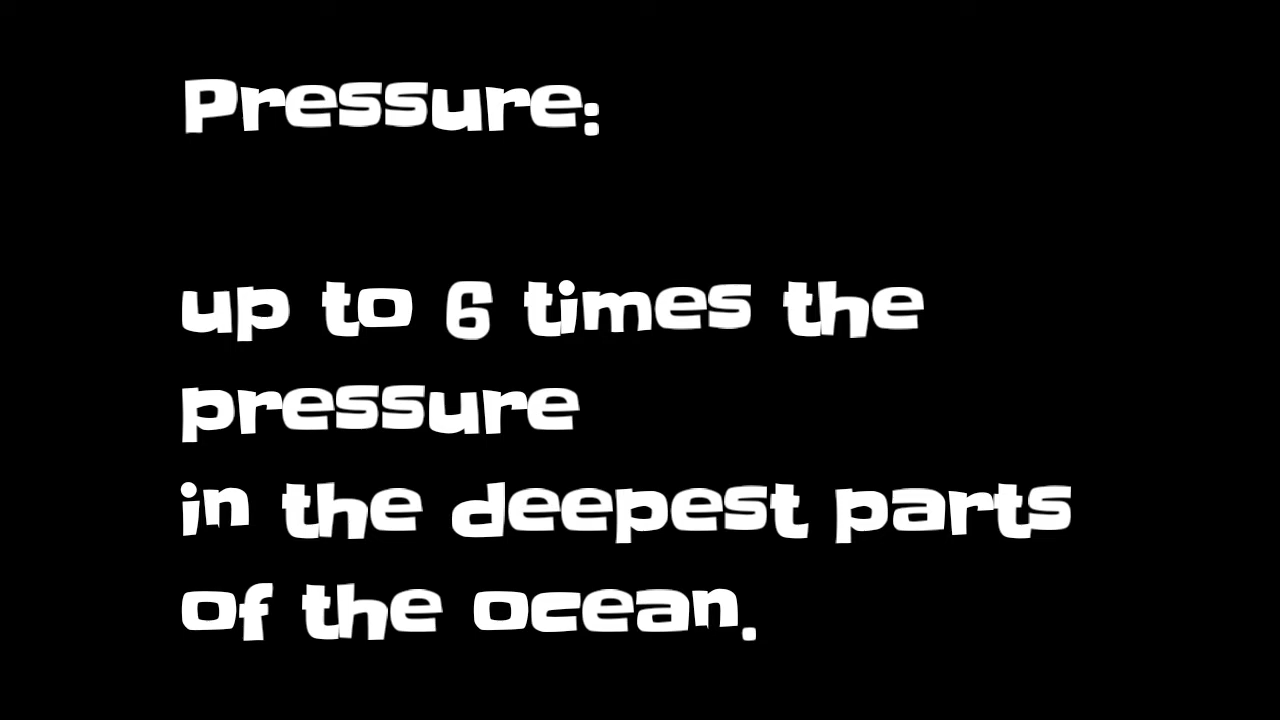 Pressure:
up to 6 times the
pressure
in the deepest parts
of the ocean.